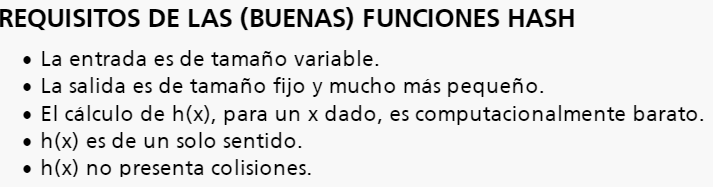 REQUISITOS DE LAS (BUENAS) FUNCIONES HASH
• La entrada es de tamaño variable.
• La salida es de tamaño fijo y mucho más pequeño.
• El cálculo de h(x), para un x dado, es computacionalmente barato.
• h(x) es de un solo sentido.
• h(x) no presenta colisiones.